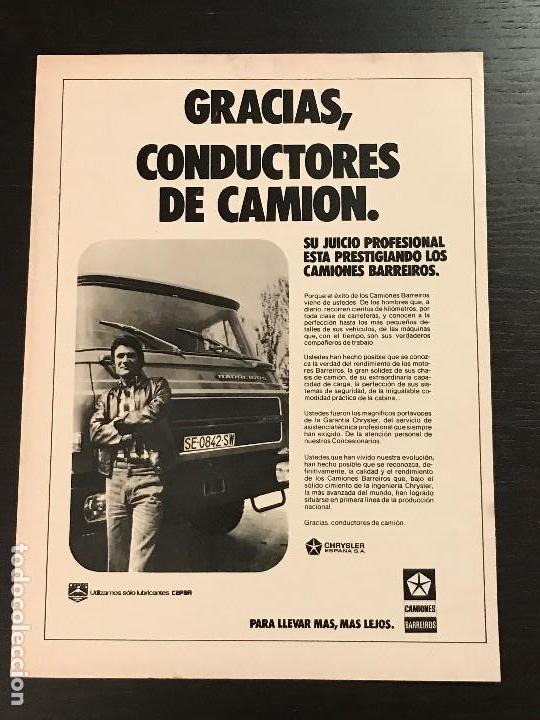 GRACIAS,
CONDUCTORES
DE CAMION.
SU JUICIO PROFESIONAL
ESTA PRESTIGIANDO LOS
CAMIONES BARREIROS.
Porque el éxito de los Camiones Barreiros
viene de ustedes. De los hombres que, a
diario, recorren cientos de kilómetros, por
toda clase de carreteras, y conocen a la
perfección hasta los más pequeños de-
talles de sus vehículos, de las máquinas
que, con el tiempo, son sus verdaderos
compañeros de trabajo.
Ustedes han hecho posible que se conoz-
ca la verdad del rendimiento de los moto-
res Barreiros, la gran solidez de sus cha-
sis de camión, de su extraordinaria capa-
cidad de carga, la perfección de sus sis-
temas de seguridad, de la inigualable co-
modidad práctica de la cabina...
Ustedes fueron los magníficos portavoces
de la Garantía Chrysler, del servicio de
asistencia técnica profesional que siempre
han exigido. De la atención personal de
nuestros Concesionarios.
Ustedes, que han vivido nuestra evolución,
han hecho posible que se reconozca, de-
finitivamente, la calidad y el rendimiento
de los Camiones Barreiros que, bajo el
sólido cimiento de la ingeniería Chrysler,
la más avanzada del mundo, han logrado
situarse en primera línea de la producción
nacional.
Gracias, conductores de camión.
BARREIROS
SE-0842-SW
CHRYSLER
ESPAÑA S.A.
CEPSA
Utilizamos sólo lubricantes CEPSA
CAMIONES
BARREIROS
PARA LLEVAR MAS, MAS LEJOS.
todocoleccion.net